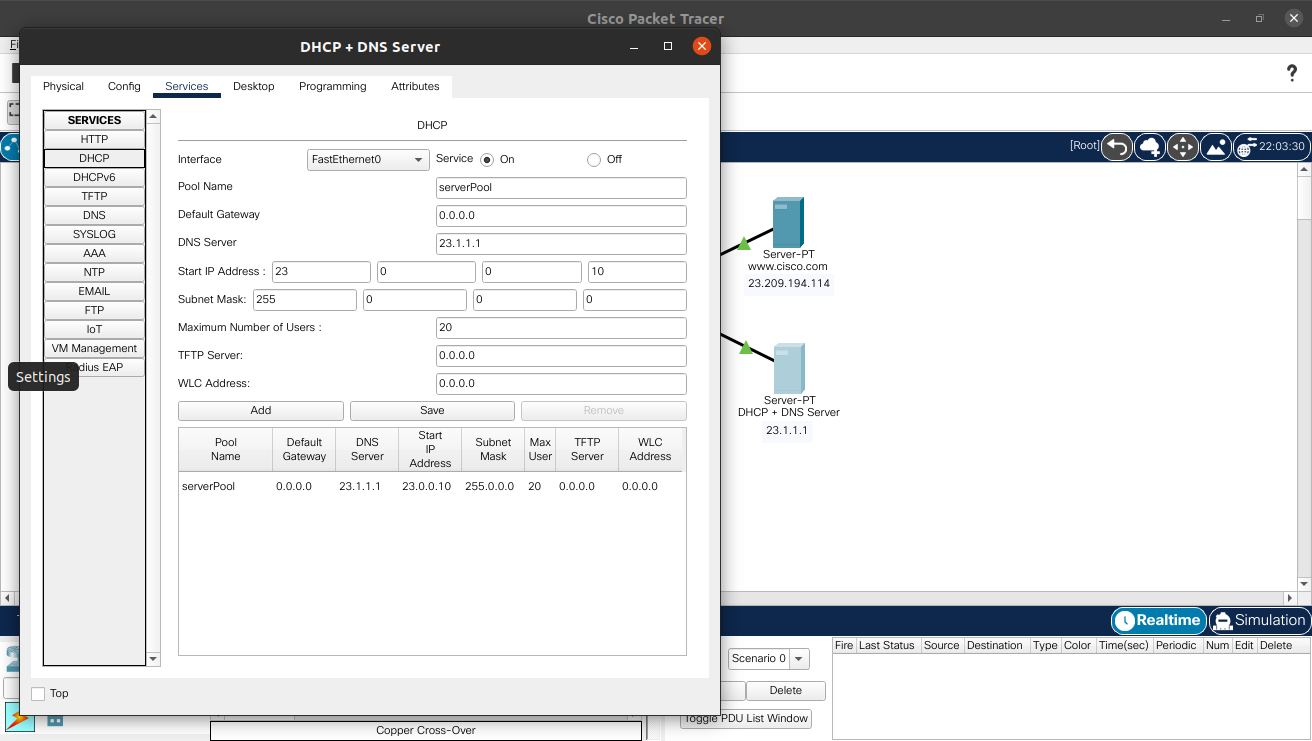 Cisco Packet Tracer
DHCP + DNS Server
Physical Config Services Desktop Programming Attributes
?
SERVICES
HTTP
DHCP
DHCPv6
TFTP
DNS
SYSLOG
AAA
NTP
EMAIL
FTP
IoT
VM Management
EAP
Settings
DHCP
Interface FastEthernet0 Service On Off
Pool Name serverPool
Default Gateway 0.0.0.0
DNS Server 23.1.1.1
Start IP Address : 23 0 0 10
Subnet Mask: 255 0 0 0
Maximum Number of Users : 20
TFTP Server: 0.0.0.0
WLC Address: 0.0.0.0
Add Save Remove
Pool Name Default Gateway DNS Server Start IP Address Subnet Mask Max User TFTP Server WLC Address
serverPool 0.0.0.0 23.1.1.1 23.0.0.10 255.0.0.0 20 0.0.0.0 0.0.0.0
Top
[Root] 22:03:30
Server-PT
www.cisco.com
23.209.194.114
Server-PT
DHCP + DNS Server
23.1.1.1
Realtime Simulation
Scenario 0
Delete
Toggle PDU List Window
Fire Last Status Source Destination Type Color Time(sec) Periodic Num Edit Delete
Copper Cross-Over